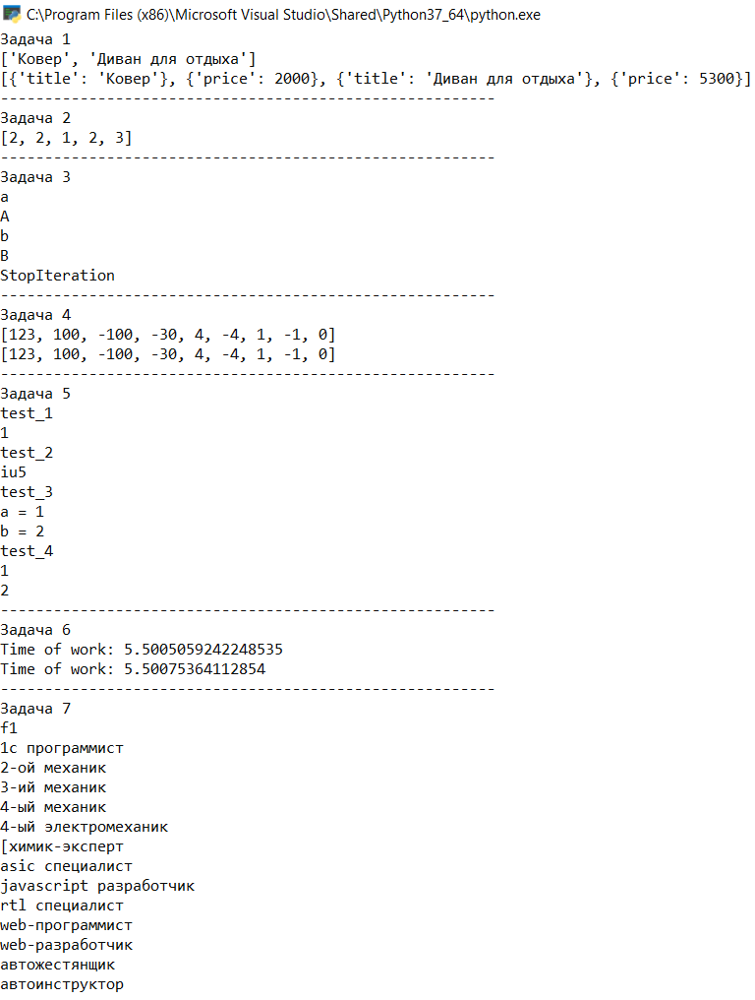 C:\Program Files (x86)\Microsoft Visual Studio\Shared\Python37_64\python.exe
Задача 1
['Ковер', 'Диван для отдыха']
[{'title': 'Ковер'}, {'price': 2000}, {'title': 'Диван для отдыха'}, {'price': 5300}]
--------------------------------------------------------
Задача 2
[2, 2, 1, 2, 3]
--------------------------------------------------------
Задача 3
a
A
b
B
StopIteration
--------------------------------------------------------
Задача 4
[123, 100, -100, -30, 4, -4, 1, -1, 0]
[123, 100, -100, -30, 4, -4, 1, -1, 0]
--------------------------------------------------------
Задача 5
test_1
1
test_2
iu5
test_3
a = 1
b = 2
test_4
1
2
--------------------------------------------------------
Задача 6
Time of work: 5.5005059242248535
Time of work: 5.50075364112854
--------------------------------------------------------
Задача 7
f1
1с программист
2-ой механик
3-ий механик
4-ый механик
4-ый электромеханик
[химик-эксперт
asic специалист
javascript разработчик
rtl специалист
web-программист
web-разработчик
автожестянщик
автоинструктор